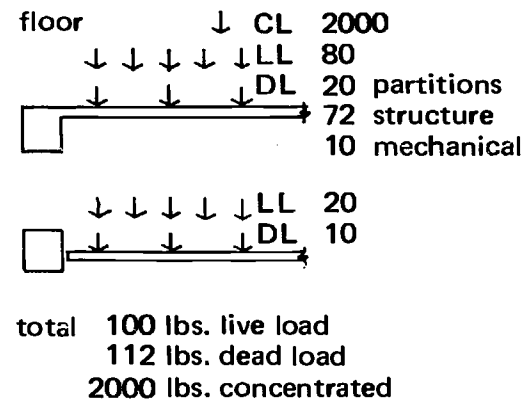 floor CL 2000
LL 80
DL 20 partitions
72 structure
10 mechanical
LL 20
DL 10
total 100 lbs. live load
112 lbs. dead load
2000 lbs. concentrated